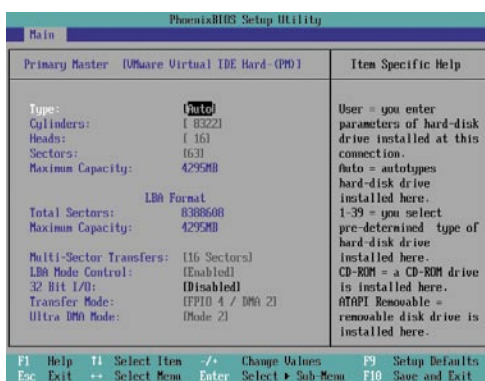 PhoenixBIOS Setup Utility
Main
Primary Master [VMware Virtual IDE Hard-(PM)]
Item Specific Help
Type: [Auto]
Cylinders: [ 8322]
Heads: [ 16]
Sectors: [63]
Maximum Capacity: 4295MB
LBA Format
Total Sectors: 8388608
Maximum Capacity: 4295MB
Multi-Sector Transfers: [16 Sectors]
LBA Mode Control: [Enabled]
32 Bit I/O: [Disabled]
Transfer Mode: [FPIO 4 / DMA 2]
Ultra DMA Mode: [Mode 2]
User = you enter
parameters of hard-disk
drive installed at this
connection.
Auto = autotypes
hard-disk drive
installed here.
1-39 = you select
pre-determined type of
hard-disk drive
installed here.
CD-ROM = a CD-ROM drive
is installed here.
ATAPI Removable =
removable disk drive is
installed here.
F1 Help ↑↓ Select Item -/+ Change Values F9 Setup Defaults
Esc Exit ↔ Select Menu Enter Select ▶ Sub-Menu F10 Save and Exit